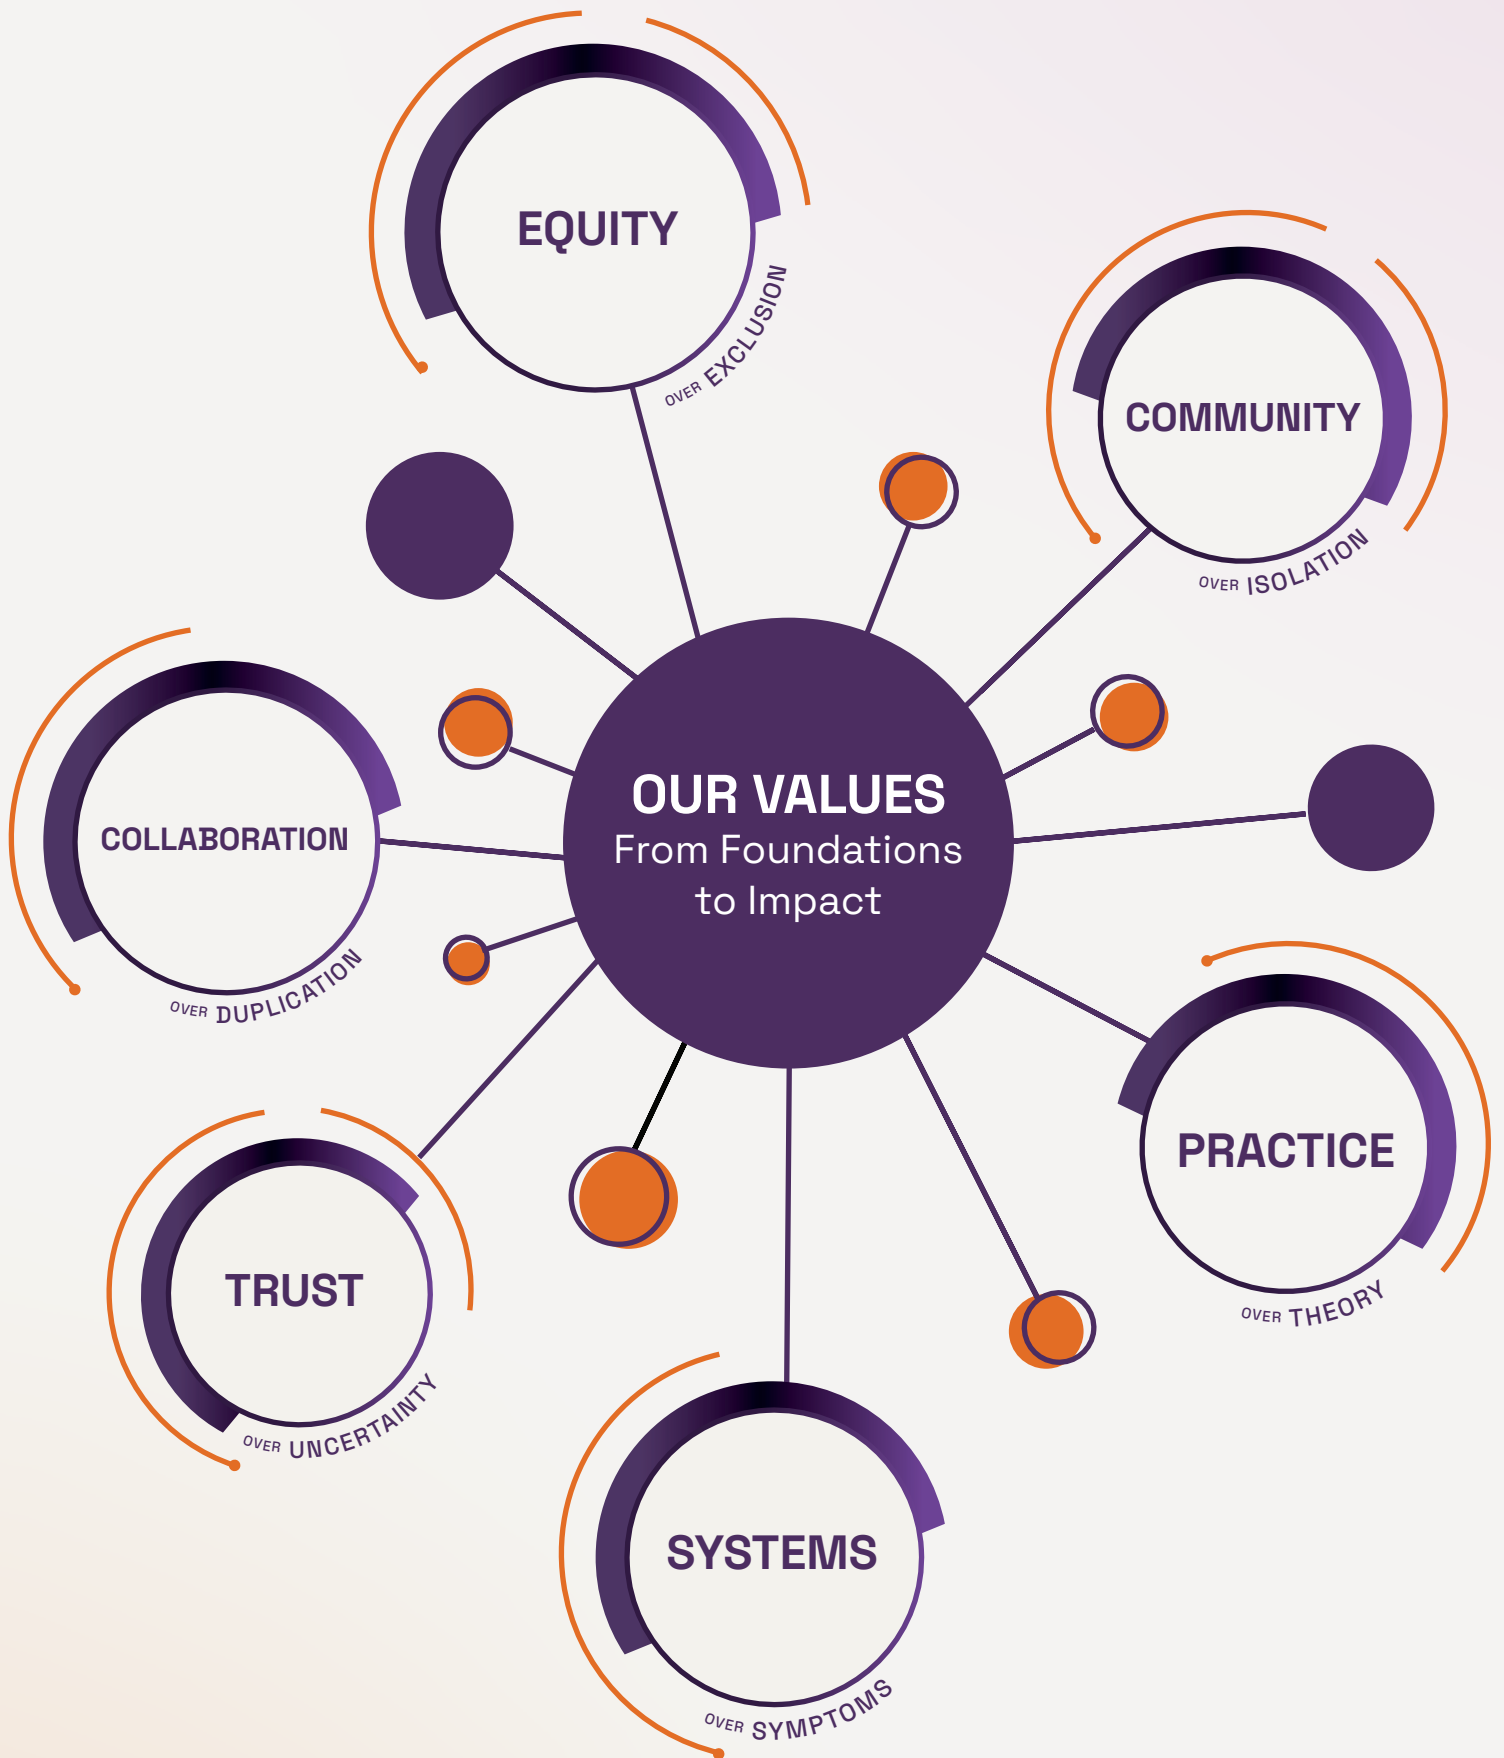 EQUITY
OVER EXCLUSION
COMMUNITY
OVER ISOLATION
OUR VALUES
From Foundations
to Impact
COLLABORATION
OVER DUPLICATION
PRACTICE
OVER THEORY
TRUST
OVER UNCERTAINTY
SYSTEMS
OVER SYMPTOMS